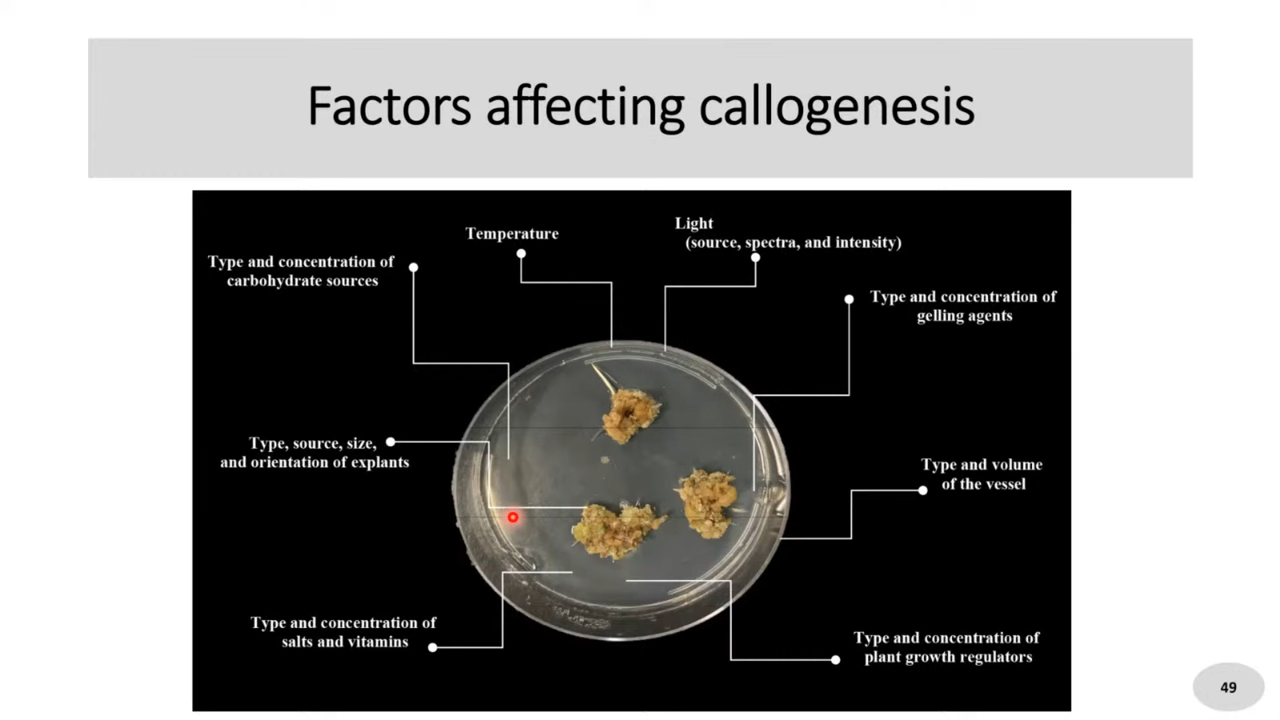 Factors affecting callogenesis
Temperature
Light
(source, spectra, and intensity)
Type and concentration of
carbohydrate sources
Type and concentration of
gelling agents
Type, source, size,
and orientation of explants
Type and volume
of the vessel
Type and concentration of
salts and vitamins
Type and concentration of
plant growth regulators
49